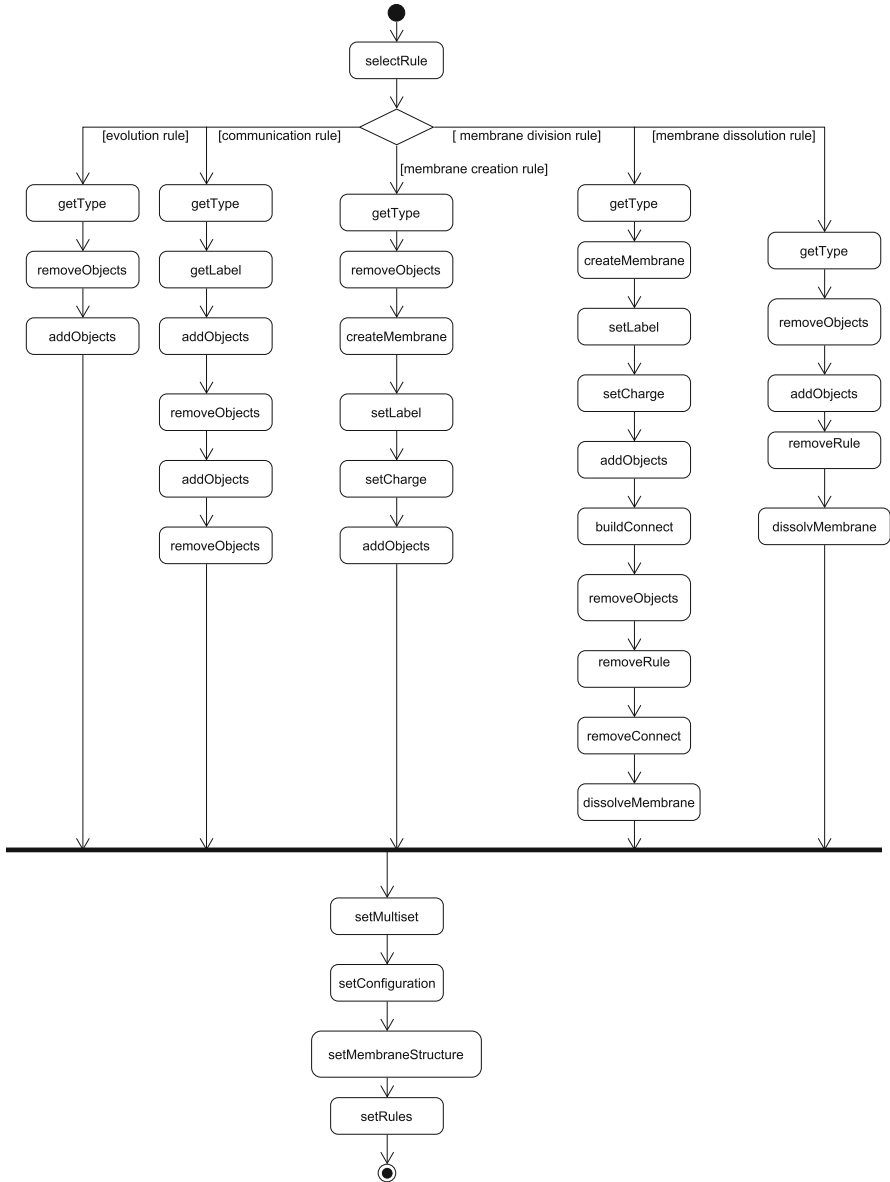 selectRule
[evolution rule]
[communication rule]
[ membrane division rule]
[membrane dissolution rule]
[membrane creation rule]
getType
removeObjects
addObjects
getType
getLabel
addObjects
removeObjects
addObjects
removeObjects
getType
removeObjects
createMembrane
setLabel
setCharge
addObjects
getType
createMembrane
setLabel
setCharge
addObjects
buildConnect
removeObjects
removeRule
removeConnect
dissolveMembrane
getType
removeObjects
addObjects
removeRule
dissolvMembrane
setMultiset
setConfiguration
setMembraneStructure
setRules